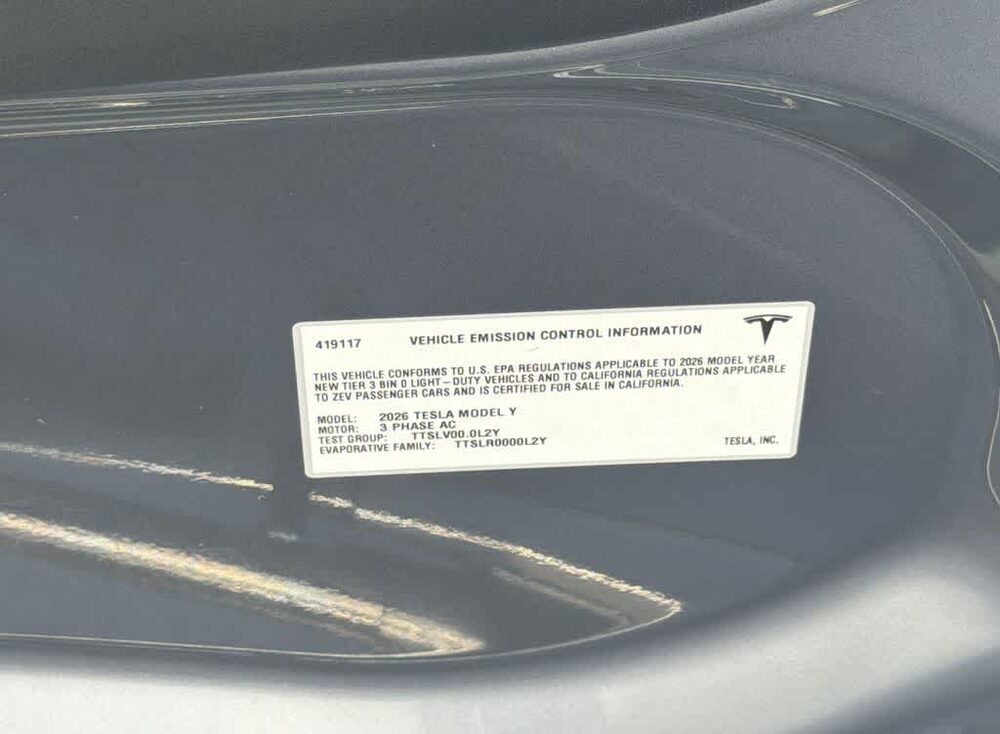 419117 VEHICLE EMISSION CONTROL INFORMATION
THIS VEHICLE CONFORMS TO U.S. EPA REGULATIONS APPLICABLE TO 2026 MODEL YEAR
NEW TIER 3 BIN 0 LIGHT-DUTY VEHICLES AND TO CALIFORNIA REGULATIONS APPLICABLE
TO ZEV PASSENGER CARS AND IS CERTIFIED FOR SALE IN CALIFORNIA.
MODEL: 2026 TESLA MODEL Y
MOTOR: 3 PHASE AC
TEST GROUP: TTSLV00.0L2Y
EVAPORATIVE FAMILY: TTSLR0000L2Y TESLA, INC.